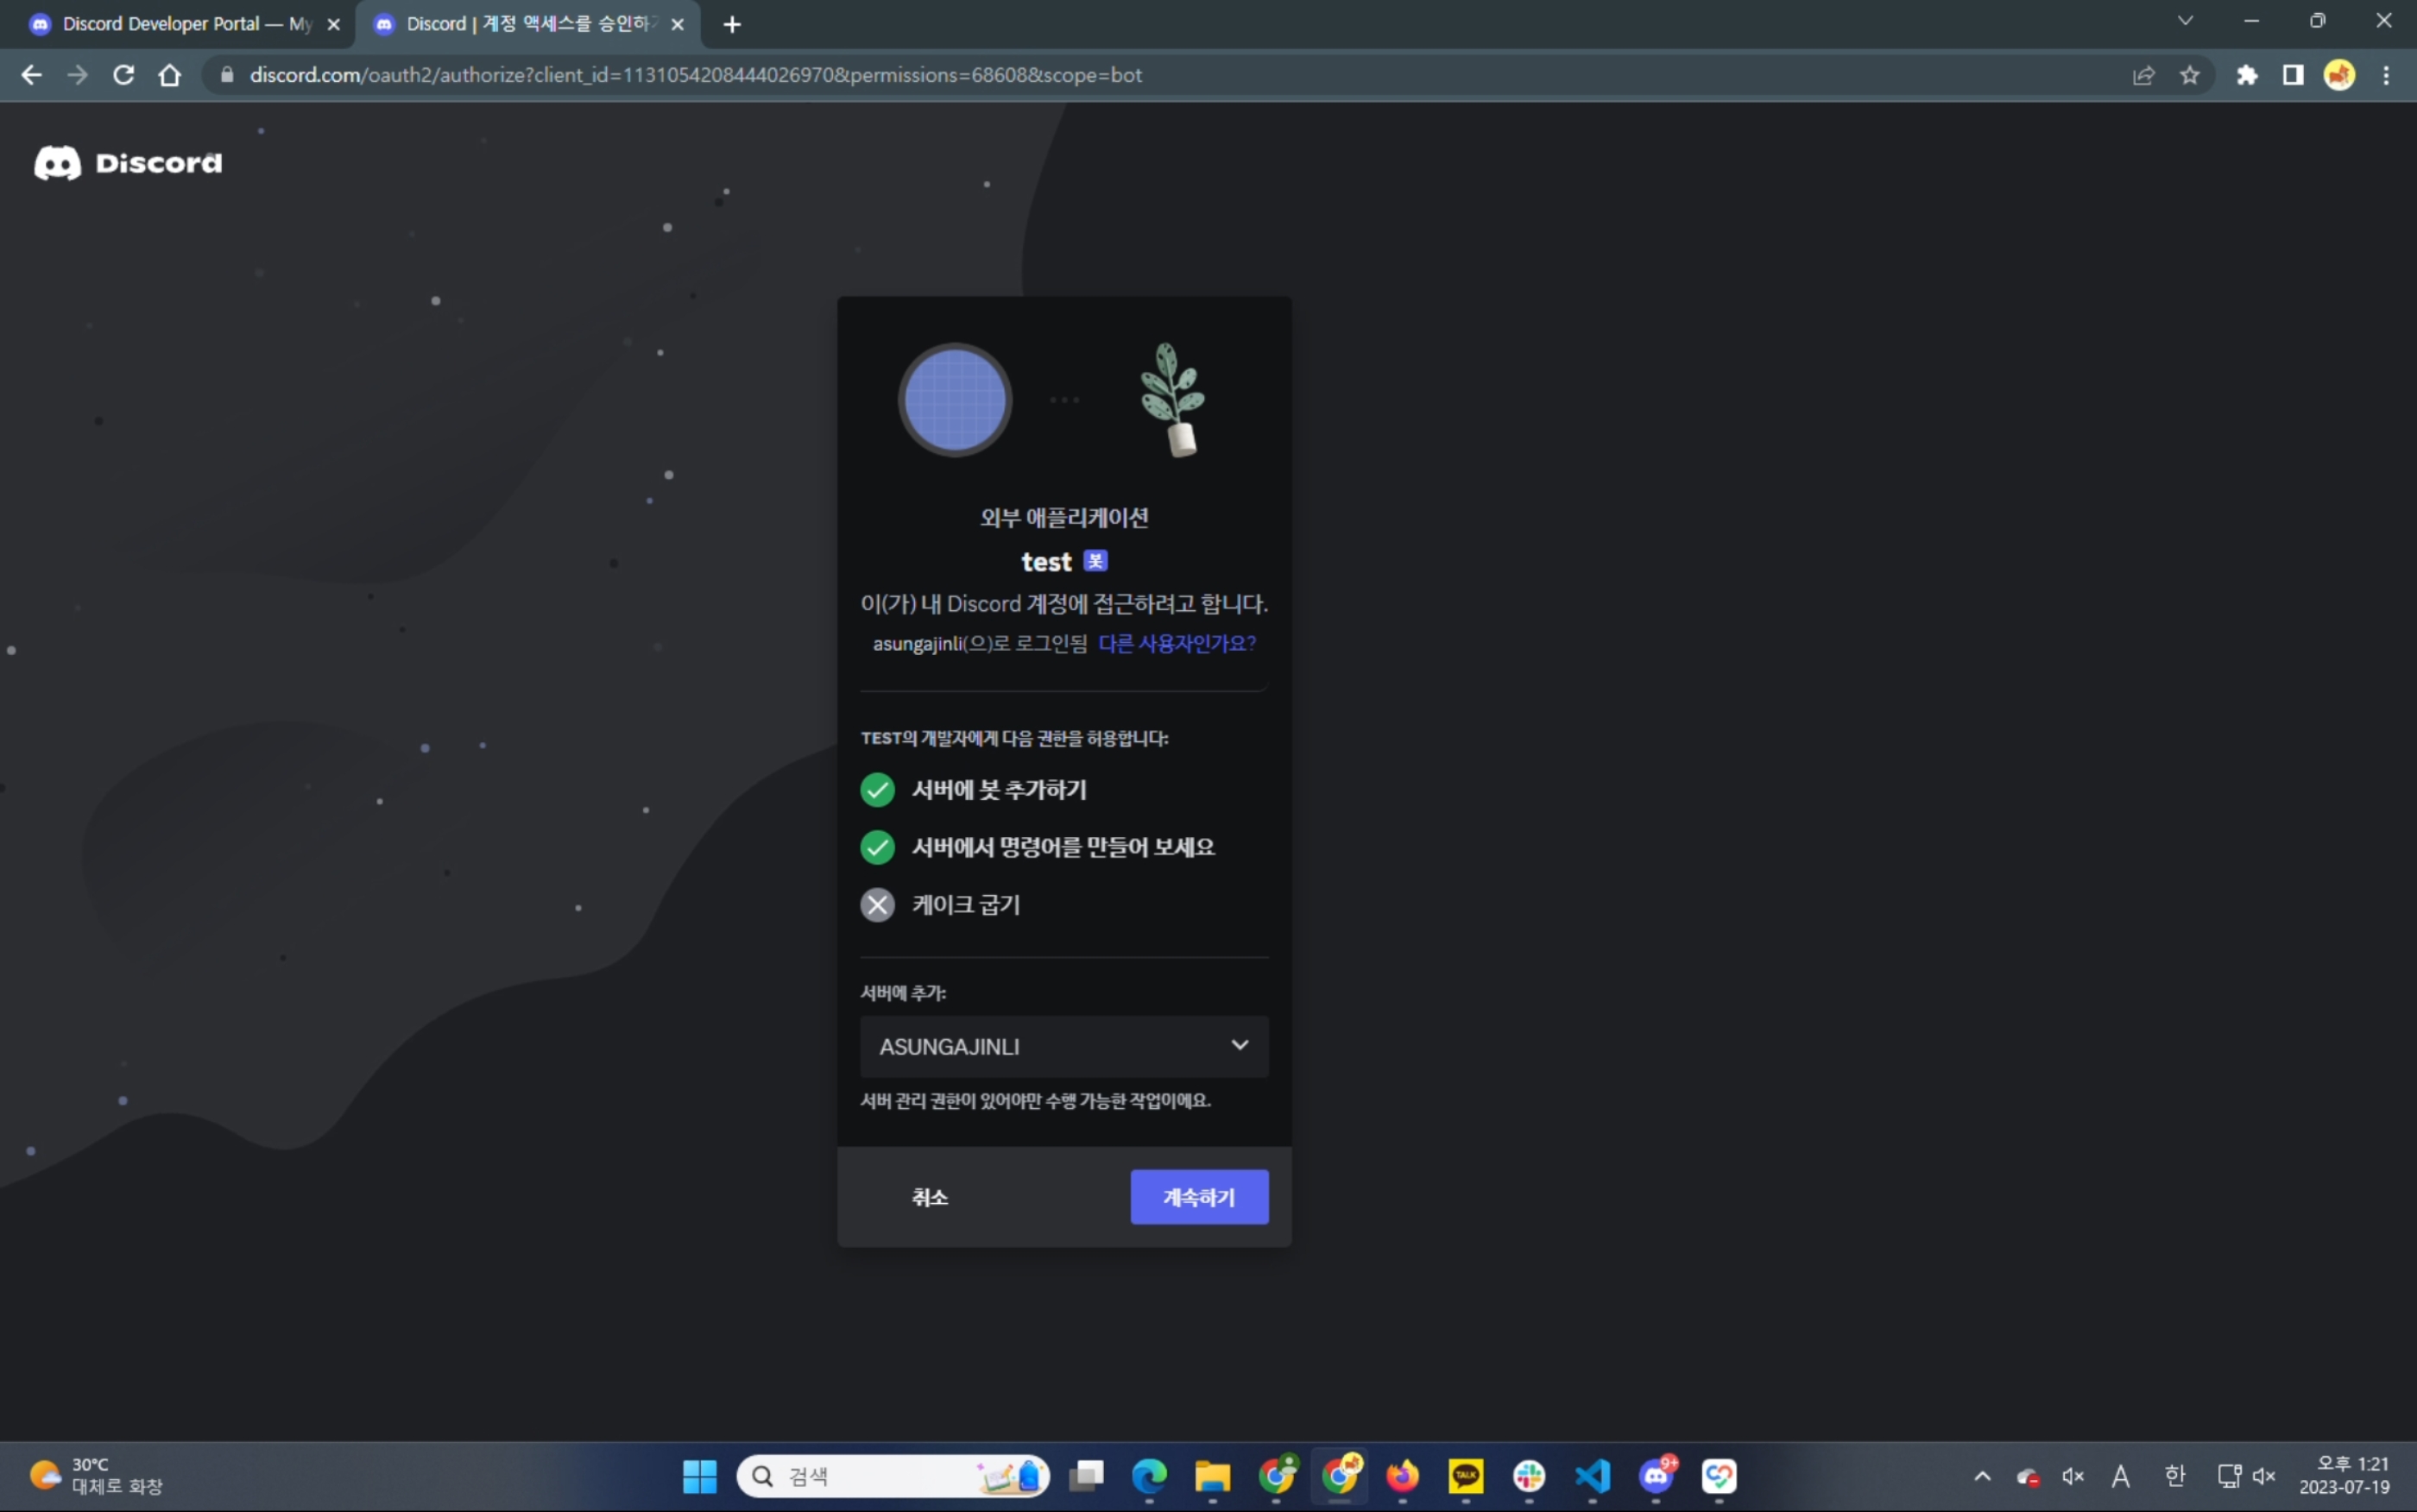 Discord Developer Portal — My
Discord | 계정 액세스를 승인하기
discord.com/oauth2/authorize?client_id=1131054208444026970&permissions=68608&scope=bot
Discord
외부 애플리케이션
test 봇
이(가) 내 Discord 계정에 접근하려고 합니다.
asungajinli(으)로 로그인됨 다른 사용자인가요?
TEST의 개발자에게 다음 권한을 허용합니다:
서버에 봇 추가하기
서버에서 명령어를 만들어 보세요
케이크 굽기
서버에 추가:
ASUNGAJINLI
서버 관리 권한이 있어야만 수행 가능한 작업이에요.
취소
계속하기
30°C
대체로 화창
검색
TALK
9+
A
한
오후 1:21
2023-07-19